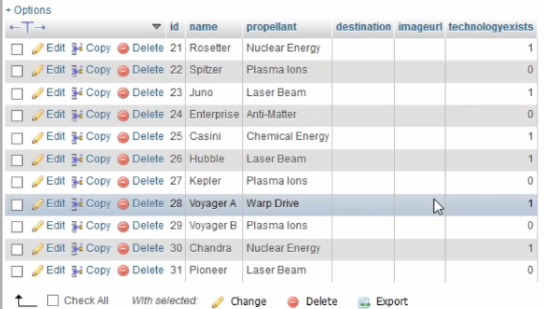 + Options
←T→ id name propellant destination imageurl technologyexists
Edit Copy Delete 21 Rosetter Nuclear Energy 1
Edit Copy Delete 22 Spitzer Plasma Ions 0
Edit Copy Delete 23 Juno Laser Beam 1
Edit Copy Delete 24 Enterprise Anti-Matter 0
Edit Copy Delete 25 Casini Chemical Energy 1
Edit Copy Delete 26 Hubble Laser Beam 1
Edit Copy Delete 27 Kepler Plasma Ions 0
Edit Copy Delete 28 Voyager A Warp Drive 1
Edit Copy Delete 29 Voyager B Plasma Ions 0
Edit Copy Delete 30 Chandra Nuclear Energy 1
Edit Copy Delete 31 Pioneer Laser Beam 0
Check All With selected: Change Delete Export